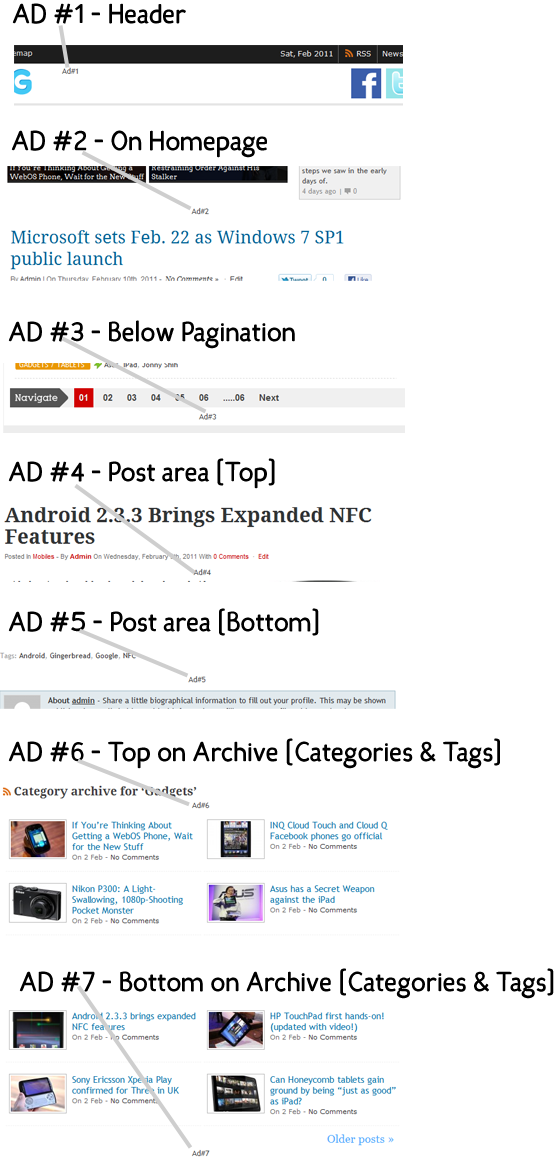 AD #1 - Header
emap
Sat, Feb 2011
RSS
News
Ad#1
G
AD #2 - On Homepage
If You're Thinking About Getting a
WebOS Phone, Wait for the New Stuff
Restraining Order Against His
Stalker
steps we saw in the early
days of.
4 days ago | 0
Ad#2
Microsoft sets Feb. 22 as Windows 7 SP1
public launch
By Admin | On Thursday, February 10th, 2011 - No Comments » · Edit
Tweet 0 Like
AD #3 - Below Pagination
GADGETS / TABLETS Asus, iPad, Jonny Shih
Navigate 01 02 03 04 05 06 .....06 Next
Ad#3
AD #4 - Post area [Top]
Android 2.3.3 Brings Expanded NFC
Features
Posted in Mobiles - By Admin On Wednesday, February 9th, 2011 With 0 Comments · Edit
Ad#4
AD #5 - Post area [Bottom]
Tags: Android, Gingerbread, Google, NFC
Ad#5
About admin - Share a little biographical information to fill out your profile. This may be shown
AD #6 - Top on Archive [Categories & Tags]
Category archive for ‘Gadgets’
Ad#6
If You’re Thinking About
Getting a WebOS Phone, Wait
for the New Stuff
On 2 Feb - No Comments
INQ Cloud Touch and Cloud Q
Facebook phones go official
On 2 Feb - No Comments
Nikon P300: A Light-
Swallowing, 1080p-Shooting
Pocket Monster
On 2 Feb - No Comments
Asus has a Secret Weapon
against the iPad
On 2 Feb - No Comments
AD #7 - Bottom on Archive [Categories & Tags]
Android 2.3.3 brings expanded
NFC features
On 2 Feb - No Comments
HP TouchPad first hands-on!
(updated with video!)
On 2 Feb - No Comments
Sony Ericsson Xperia Play
confirmed for Three in UK
On 2 Feb - No Comments
Can Honeycomb tablets gain
ground by being “just as good”
as iPad?
On 2 Feb - No Comments
Older posts »
Ad#7